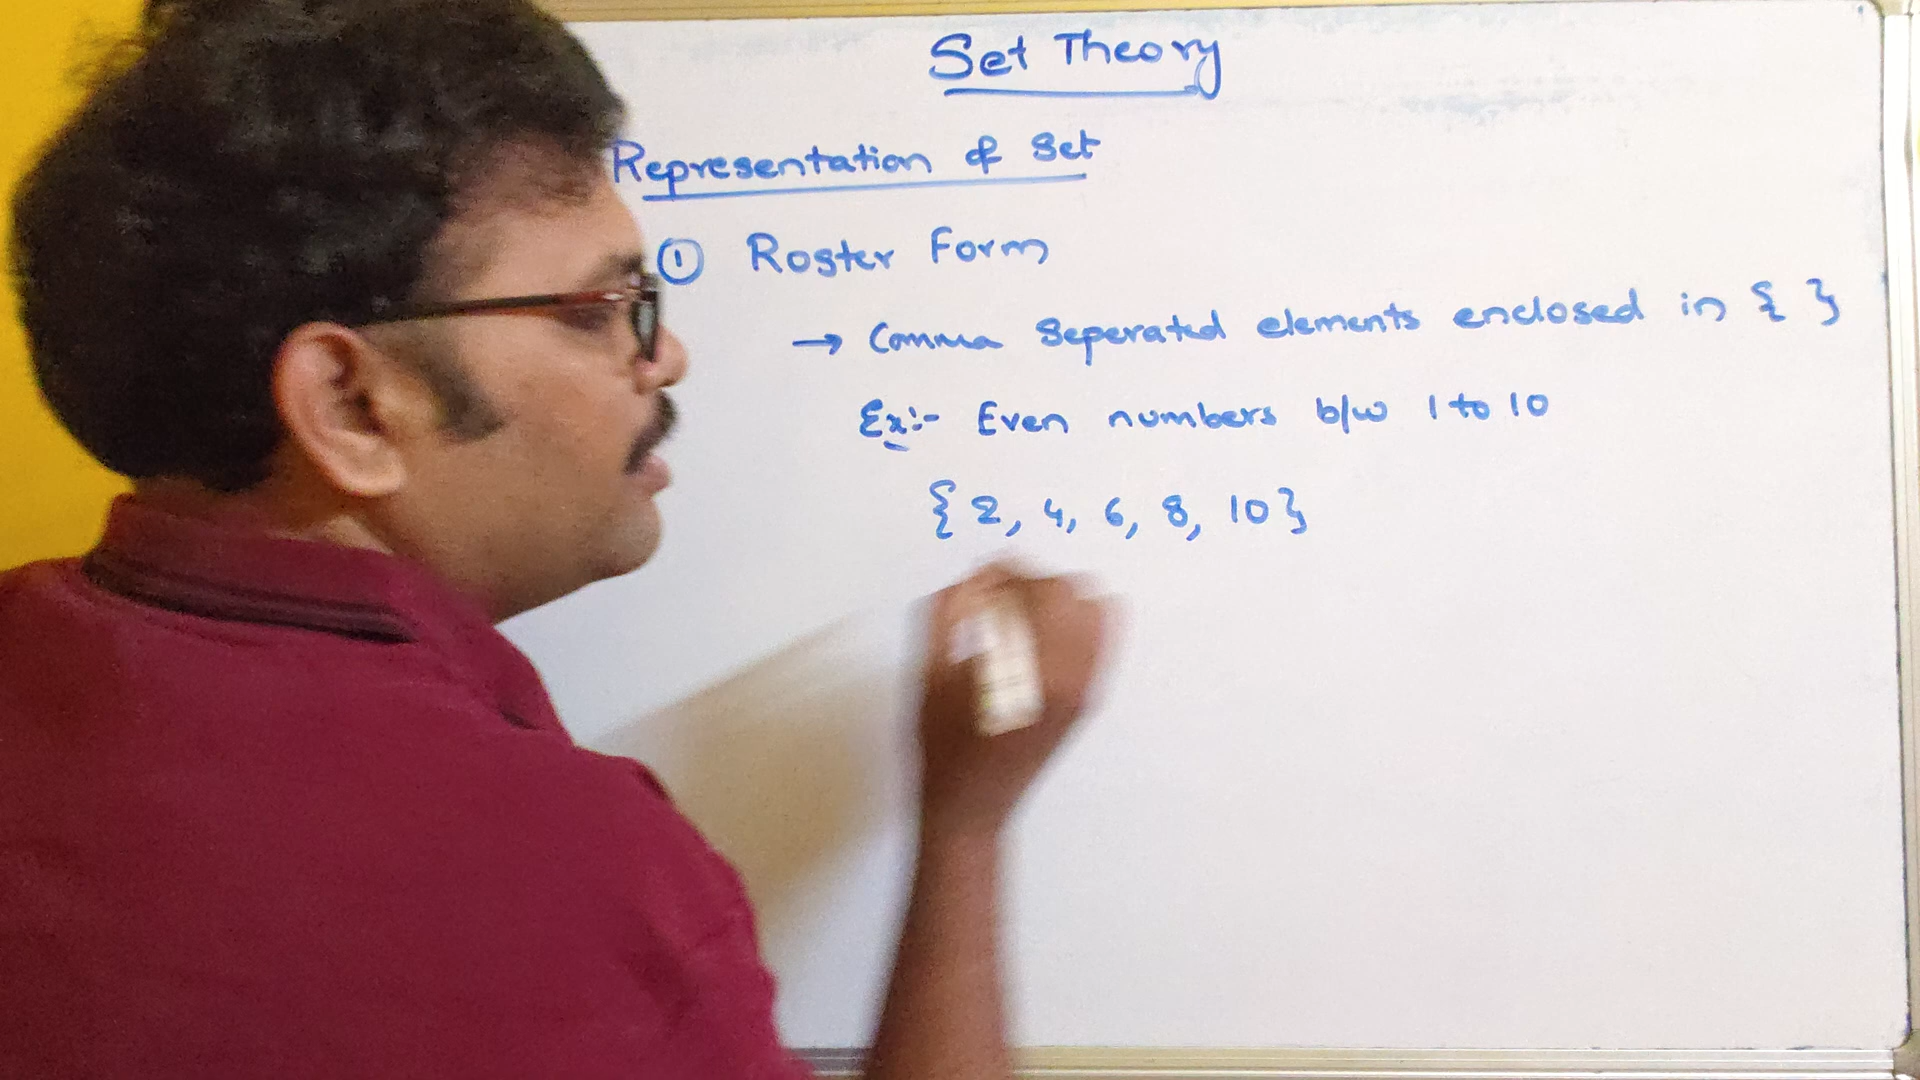 Set Theory
Representation of Set
① Roster Form
→ Comma Seperated elements enclosed in { }
Ex:- Even numbers b/w 1 to 10
{ 2, 4, 6, 8, 10 }